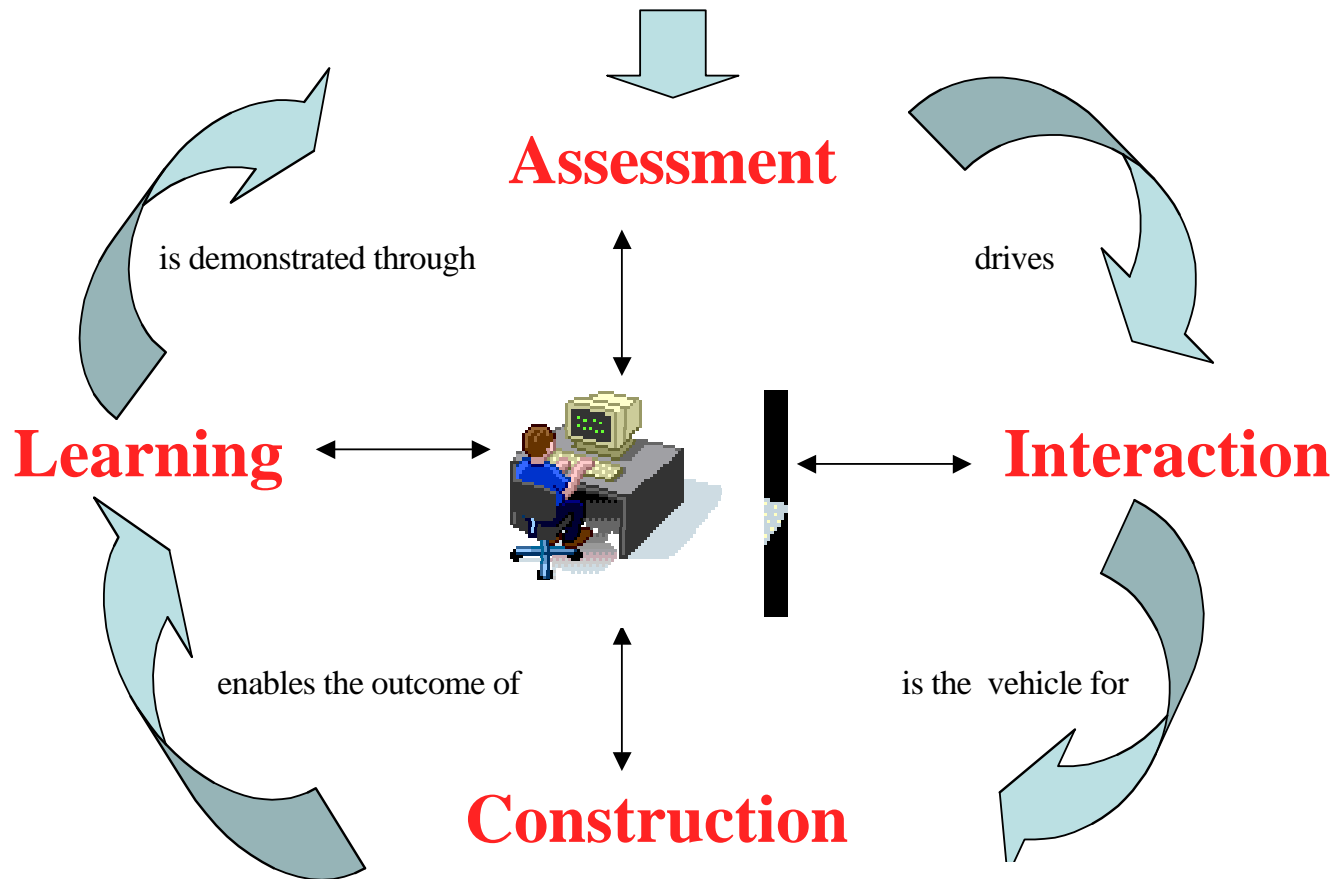 Assessment
is demonstrated through
drives
Learning
Interaction
enables the outcome of
is the vehicle for
Construction